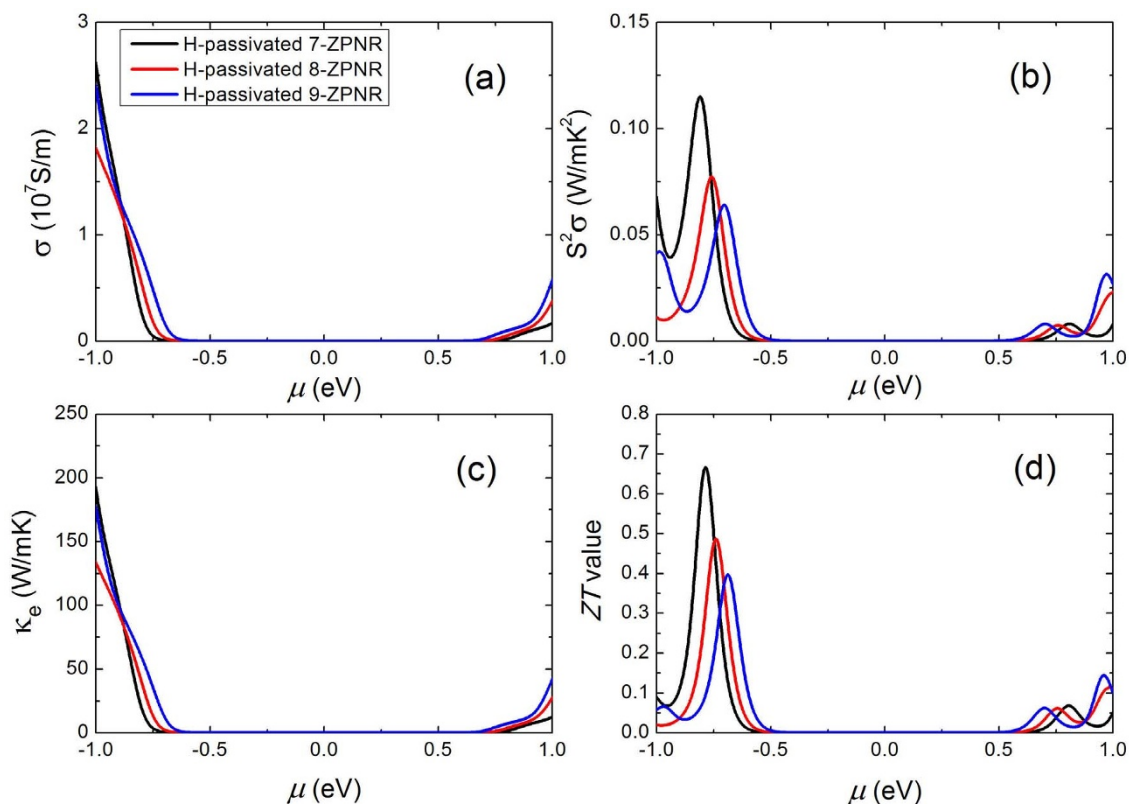 3
2
1
0
σ (10⁷S/m)
H-passivated 7-ZPNR
H-passivated 8-ZPNR
H-passivated 9-ZPNR
(a)
-1.0 -0.5 0.0 0.5 1.0
μ (eV)
0.15
0.10
0.05
0.00
S²σ (W/mK²)
(b)
-1.0 -0.5 0.0 0.5 1.0
μ (eV)
250
200
150
100
50
0
κe (W/mK)
(c)
-1.0 -0.5 0.0 0.5 1.0
μ (eV)
0.8
0.7
0.6
0.5
0.4
0.3
0.2
0.1
0.0
ZT value
(d)
-1.0 -0.5 0.0 0.5 1.0
μ (eV)